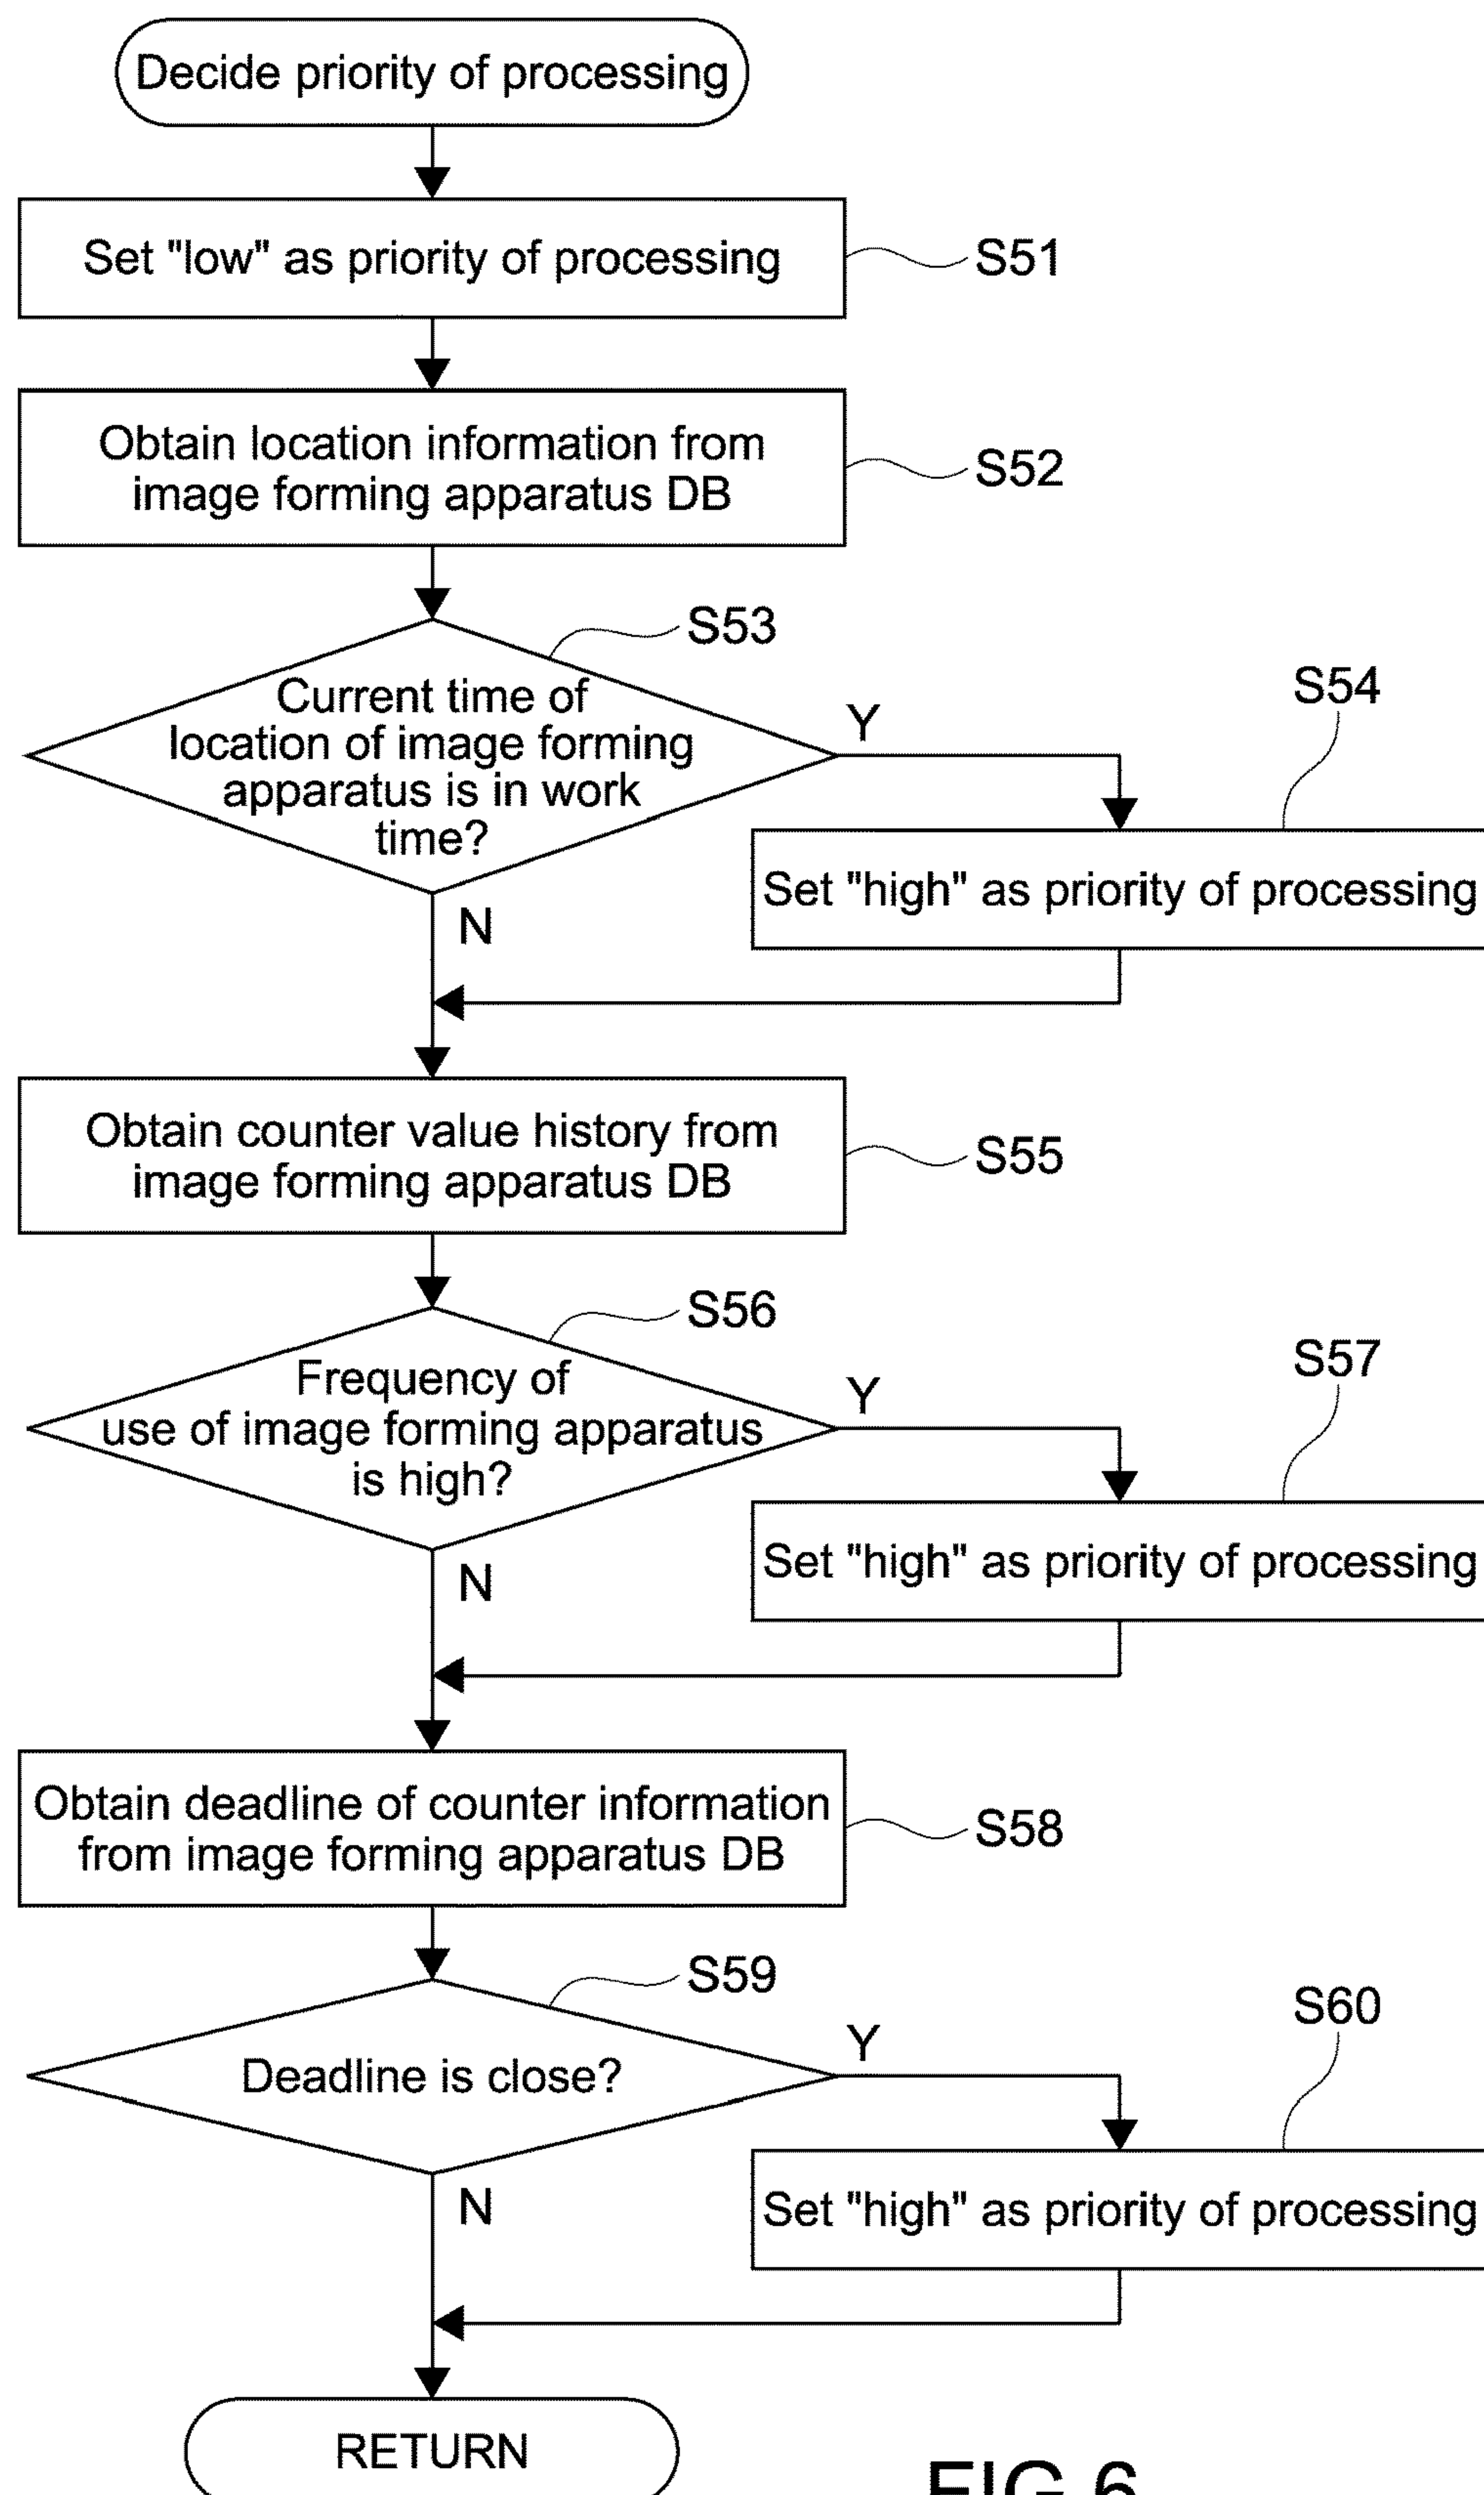 Decide priority of processing
Set "low" as priority of processing
S51
Obtain location information from
image forming apparatus DB
S52
S53
Current time of
location of image forming
apparatus is in work
time?
Y
N
S54
Set "high" as priority of processing
Obtain counter value history from
image forming apparatus DB
S55
S56
Frequency of
use of image forming apparatus
is high?
Y
N
S57
Set "high" as priority of processing
Obtain deadline of counter information
from image forming apparatus DB
S58
S59
Deadline is close?
Y
N
S60
Set "high" as priority of processing
RETURN
FIG.6